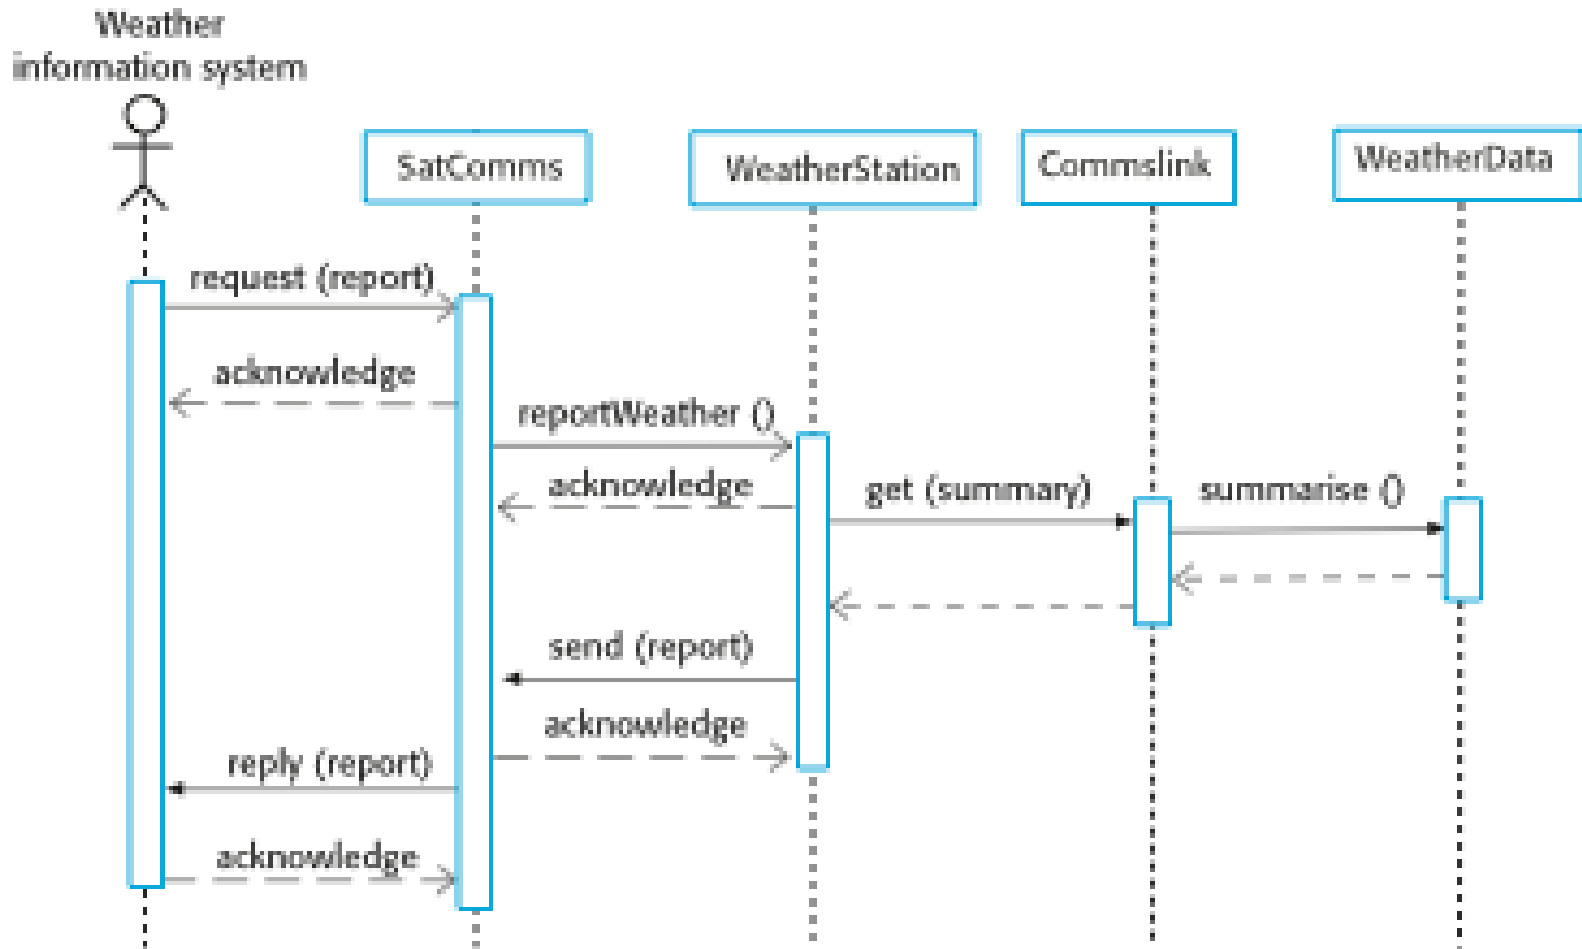 Weather
information system
SatComms
WeatherStation
Commslink
WeatherData
request (report)
acknowledge
reportWeather ()
acknowledge
get (summary)
summarise ()
send (report)
acknowledge
reply (report)
acknowledge